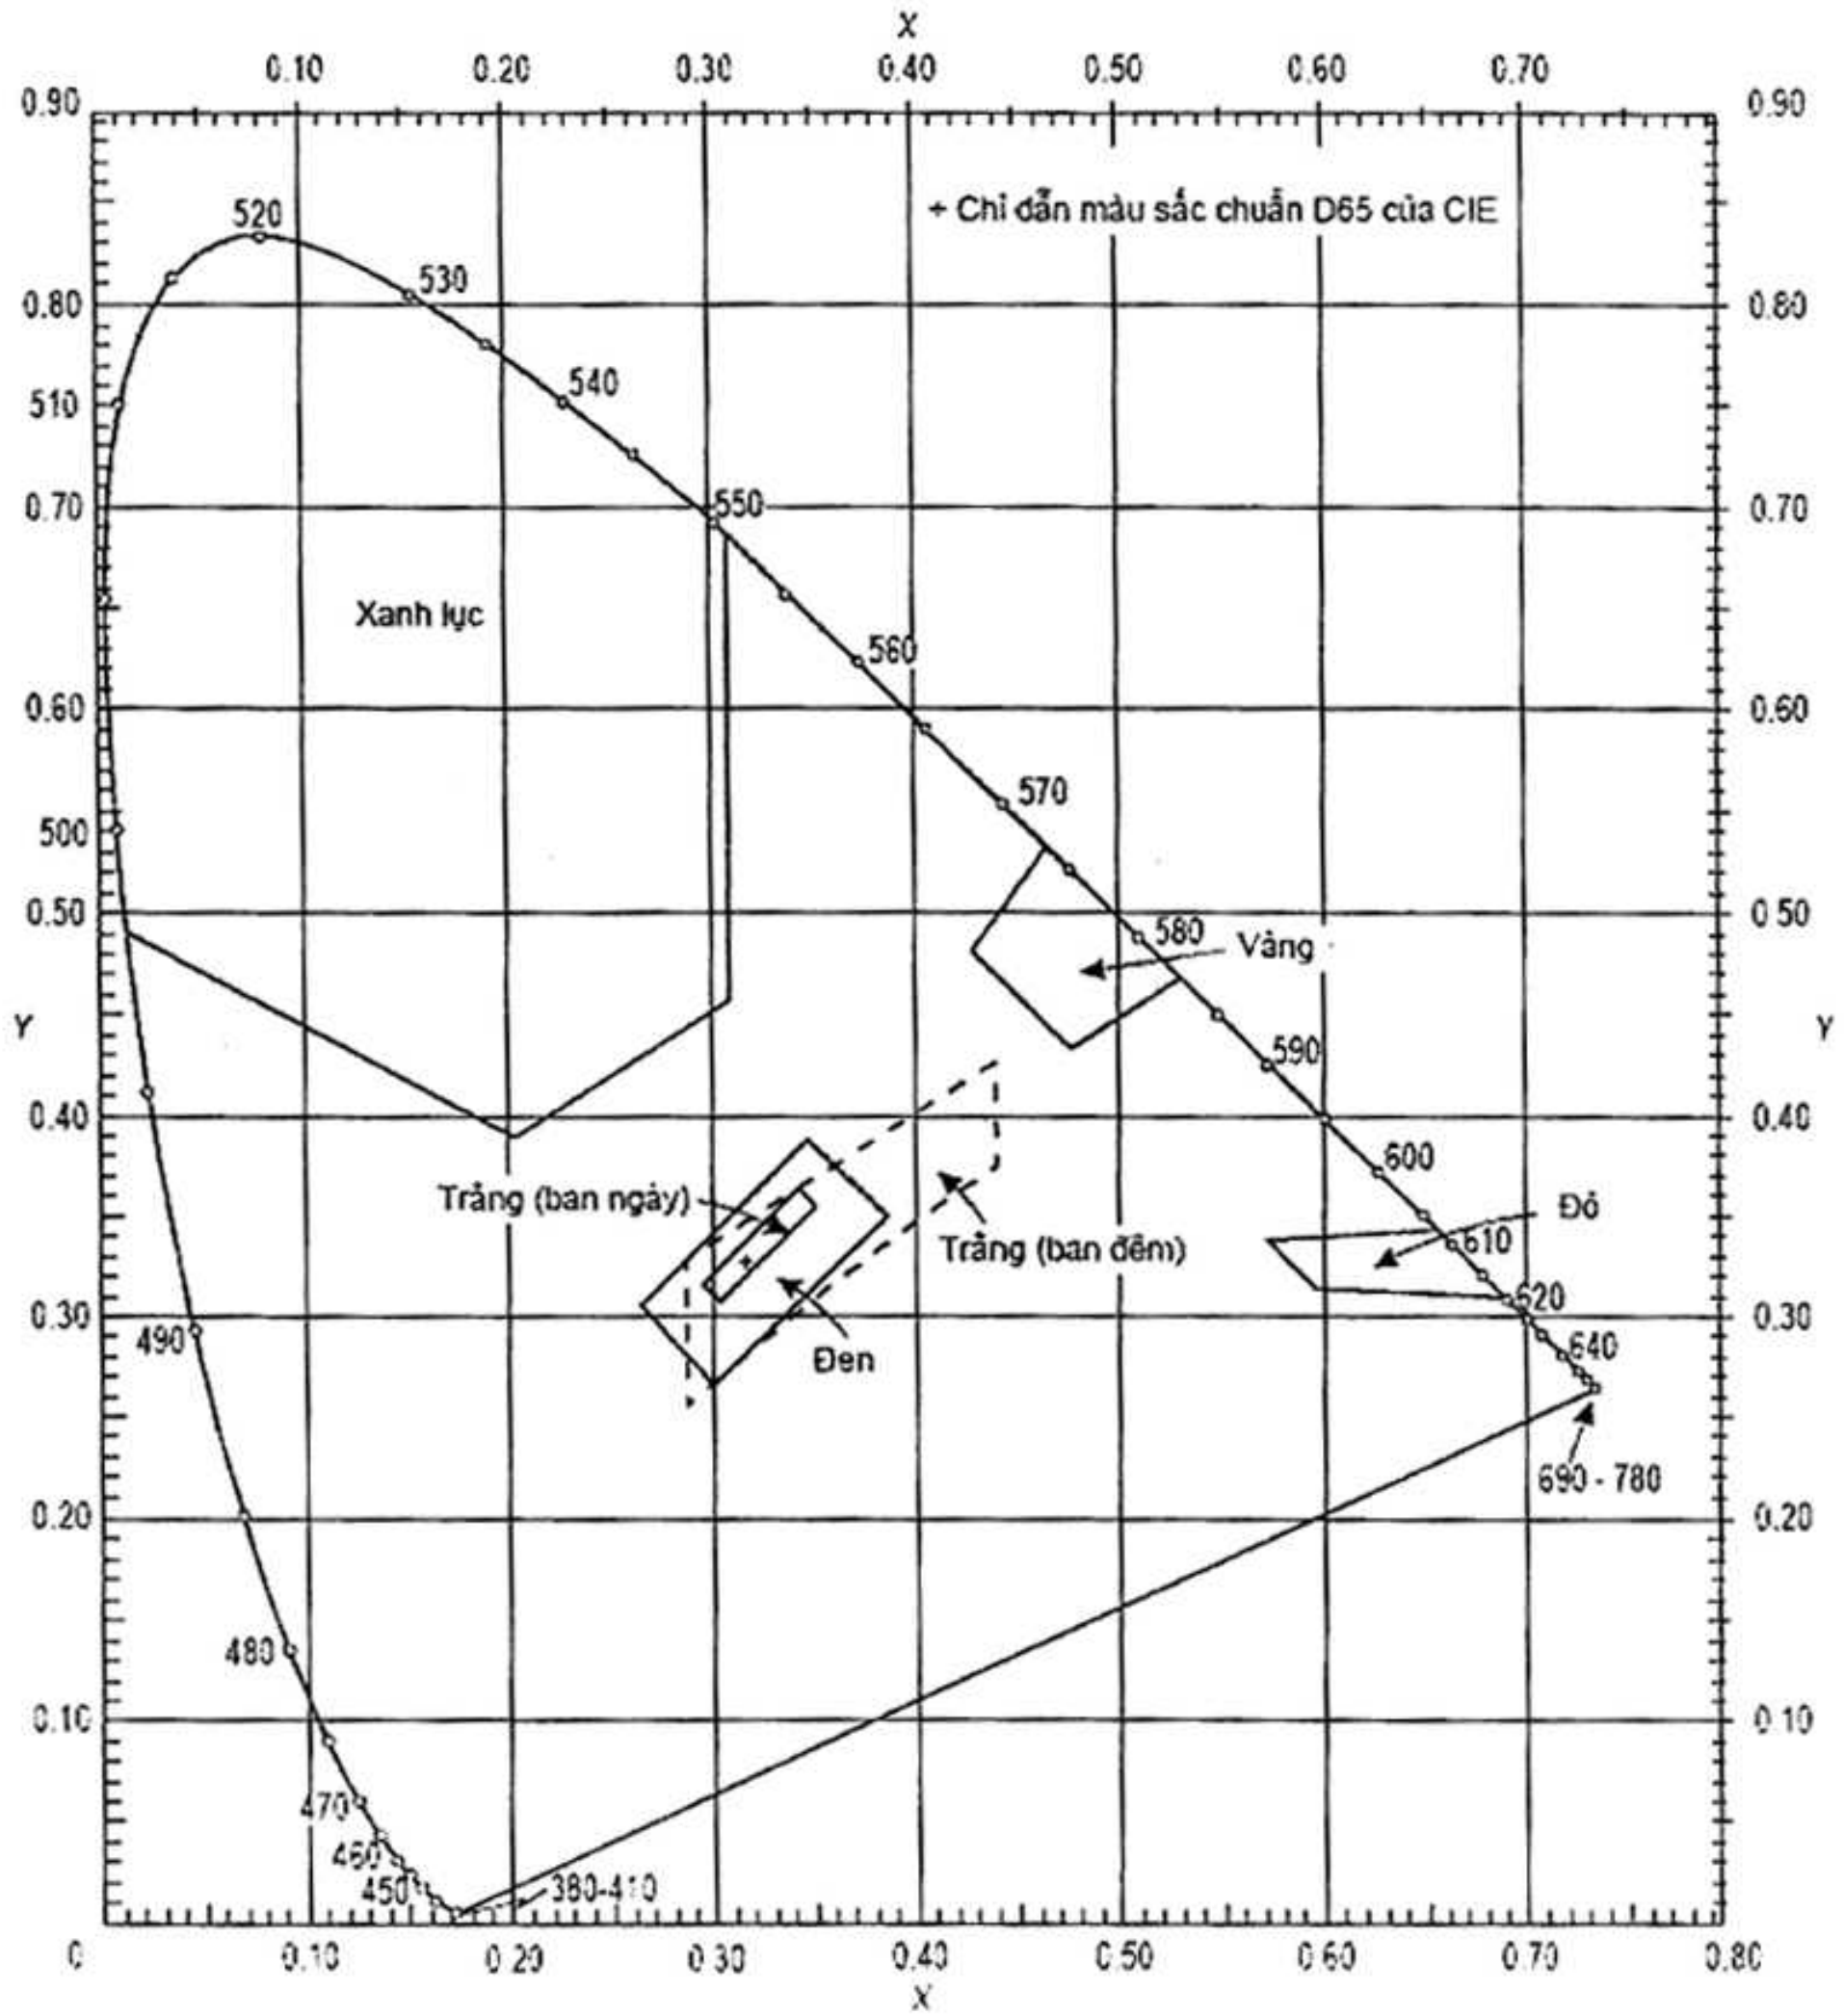 X
0.10 0.20 0.30 0.40 0.50 0.60 0.70
0.90 0.90
+ Chỉ dẫn màu sắc chuẩn D65 của CIE
520
530
0.80 0.80
540
510
0.70 550 0.70
Xanh lục
560
0.60 0.60
570
500
0.50 0.50
580 Vàng
Y Y
590
0.40 0.40
600
Trắng (ban ngày) Đỏ
Trắng (ban đêm) 610
0.30 620 0.30
490 640
Đen
690 - 780
0.20 0.20
480
0.10 0.10
470
460
450 380-410
0 0.10 0.20 0.30 0.40 0.50 0.60 0.70 0.80
X